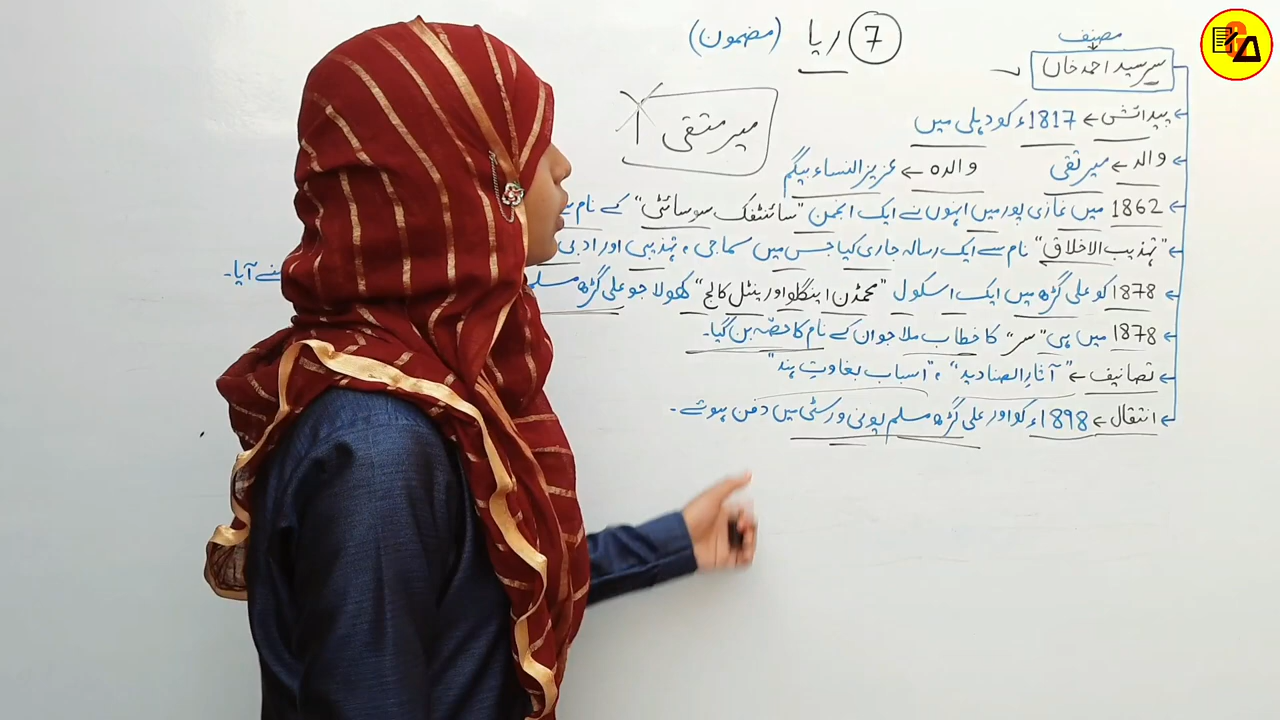 7 ریا (مضمون)
مصنف
سرسید احمد خاں
میر متقی
پیدائش ← 1817ء کو دہلی میں
والد ← میر تقی والدہ ← عزیز النساء بیگم
1862 میں غازی پور میں انہوں نے ایک انجمن "سائنٹفک سوسائٹی" کے نام
"تہذیب الاخلاق" نام سے ایک رسالہ جاری کیا جس میں سماجی، تہذیبی اور ادبی
1878 کو علی گڑھ میں ایک اسکول "محمڈن اینگلو اورینٹل کالج" کھولا جو علی گڑھ مسلم نے آیا۔
1878 میں ہی "سر" کا خطاب ملا جو ان کے نام کا حصّہ بن گیا۔
تصانیف ← "آثار الصنادید"، "اسباب بغاوتِ ہند"
انتقال ← 1898ء کو اور علی گڑھ مسلم یونی ورسٹی میں دفن ہوئے۔